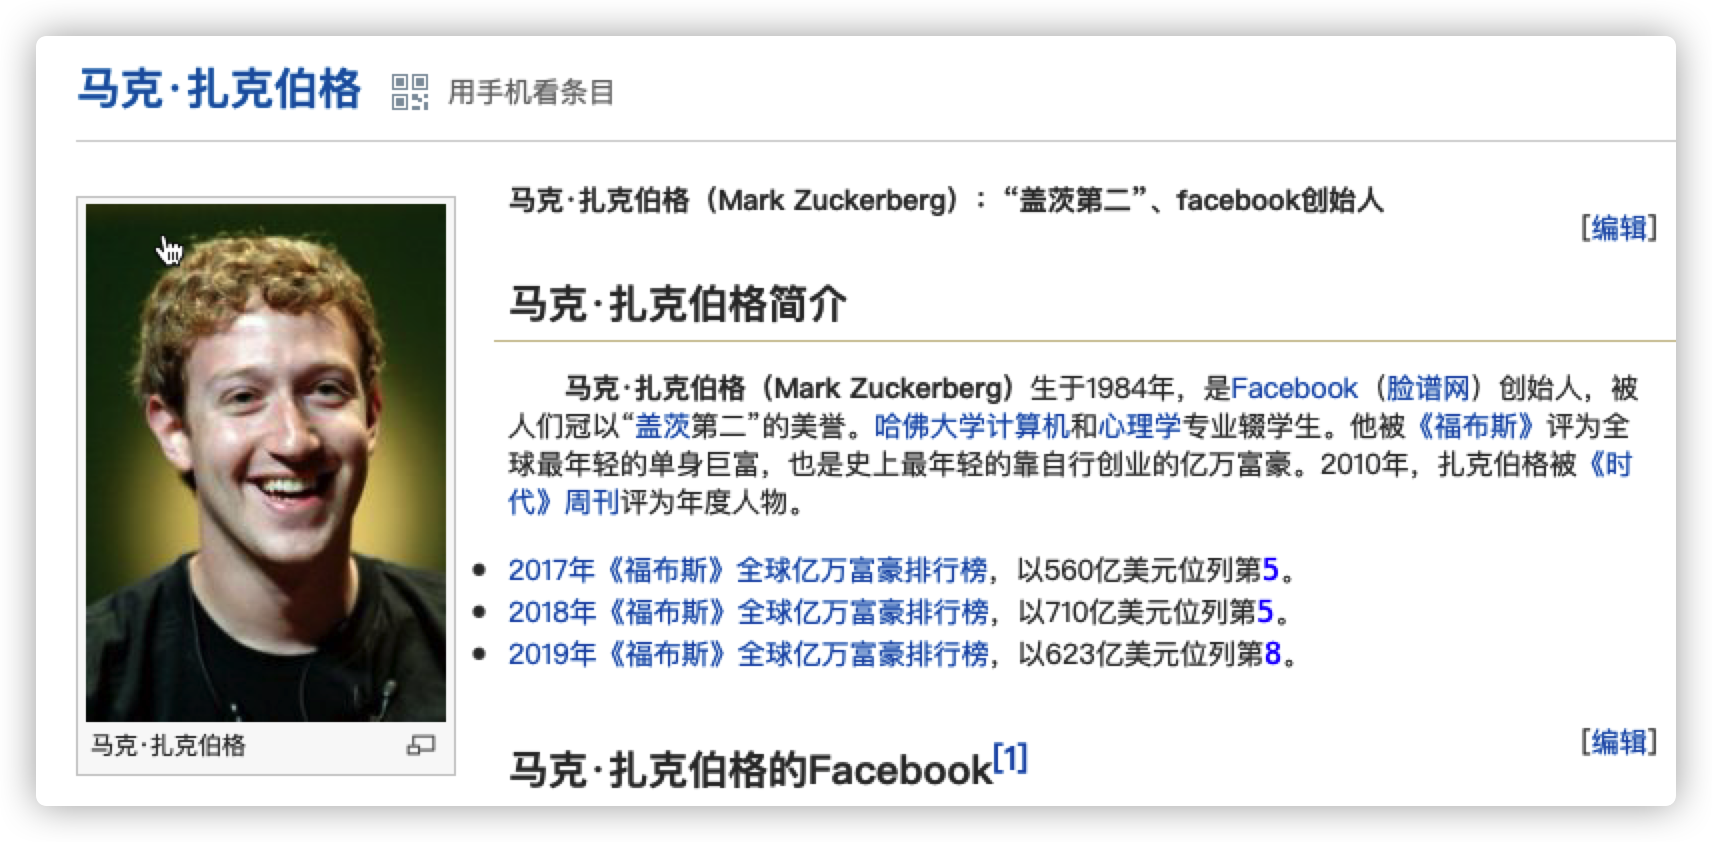 马克·扎克伯格 用手机看条目
马克·扎克伯格（Mark Zuckerberg）：“盖茨第二”、facebook创始人
[编辑]
马克·扎克伯格简介
马克·扎克伯格（Mark Zuckerberg）生于1984年，是Facebook（脸谱网）创始人，被
人们冠以“盖茨第二”的美誉。哈佛大学计算机和心理学专业辍学生。他被《福布斯》评为全
球最年轻的单身巨富，也是史上最年轻的靠自行创业的亿万富豪。2010年，扎克伯格被《时
代》周刊评为年度人物。
2017年《福布斯》全球亿万富豪排行榜，以560亿美元位列第5。
2018年《福布斯》全球亿万富豪排行榜，以710亿美元位列第5。
2019年《福布斯》全球亿万富豪排行榜，以623亿美元位列第8。
马克·扎克伯格
[编辑]
马克·扎克伯格的Facebook[1]